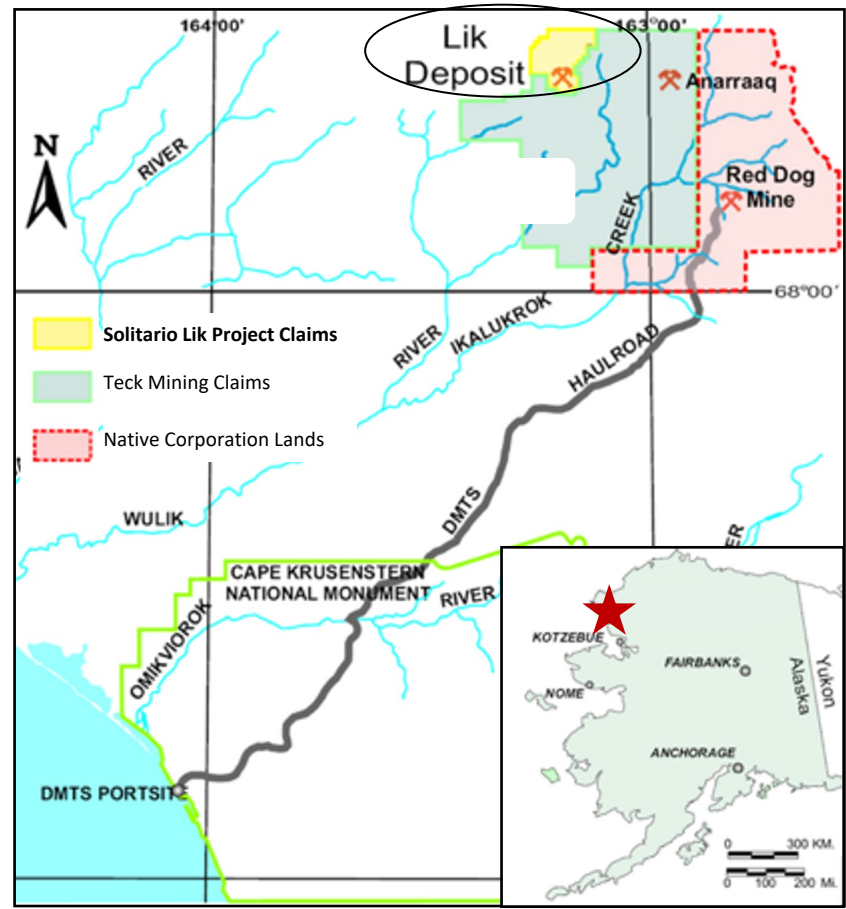 164°00'
163°00'
Lik
Deposit
Anarraaq
N
RIVER
Red Dog
Mine
CREEK
68°00'
Solitario Lik Project Claims
RIVER
IKALUKROK
HAULROAD
Teck Mining Claims
Native Corporation Lands
DMTS
WULIK
CAPE KRUSENSTERN
NATIONAL MONUMENT
RIVER
OMIKVIOROK
DMTS PORTSITE
KOTZEBUE
FAIRBANKS
NOME
Alaska
Yukon
ANCHORAGE
0 300 KM.
0 100 200 Mi.